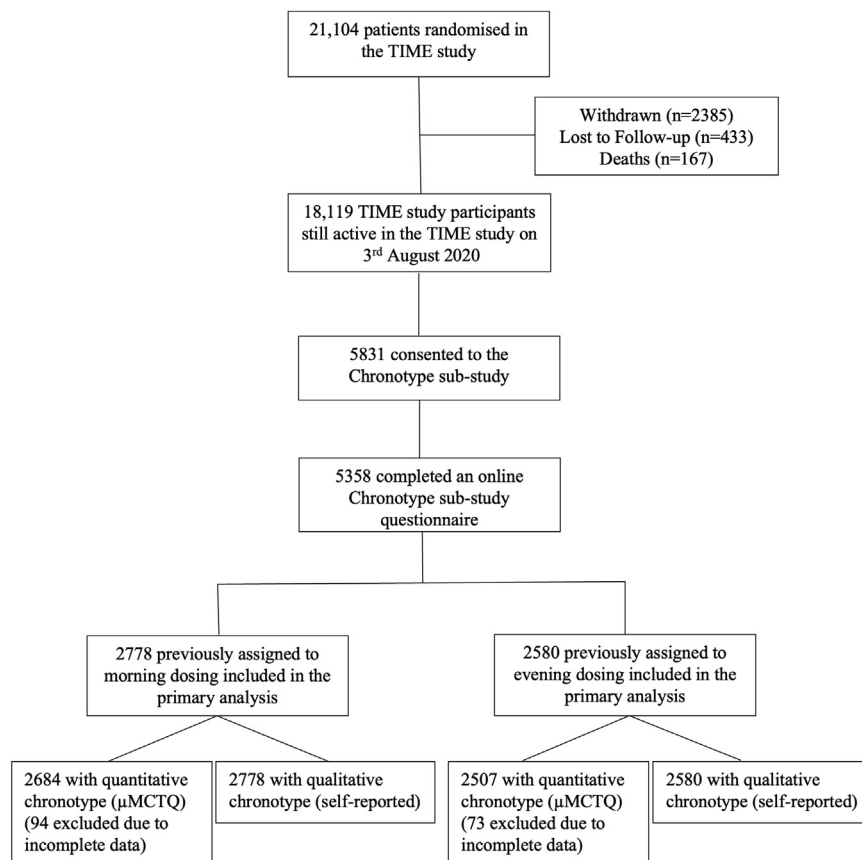 21,104 patients randomised in
the TIME study
Withdrawn (n=2385)
Lost to Follow-up (n=433)
Deaths (n=167)
18,119 TIME study participants
still active in the TIME study on
3rd August 2020
5831 consented to the
Chronotype sub-study
5358 completed an online
Chronotype sub-study
questionnaire
2778 previously assigned to
morning dosing included in the
primary analysis
2580 previously assigned to
evening dosing included in the
primary analysis
2684 with quantitative
chronotype (µMCTQ)
(94 excluded due to
incomplete data)
2778 with qualitative
chronotype (self-reported)
2507 with quantitative
chronotype (µMCTQ)
(73 excluded due to
incomplete data)
2580 with qualitative
chronotype (self-reported)